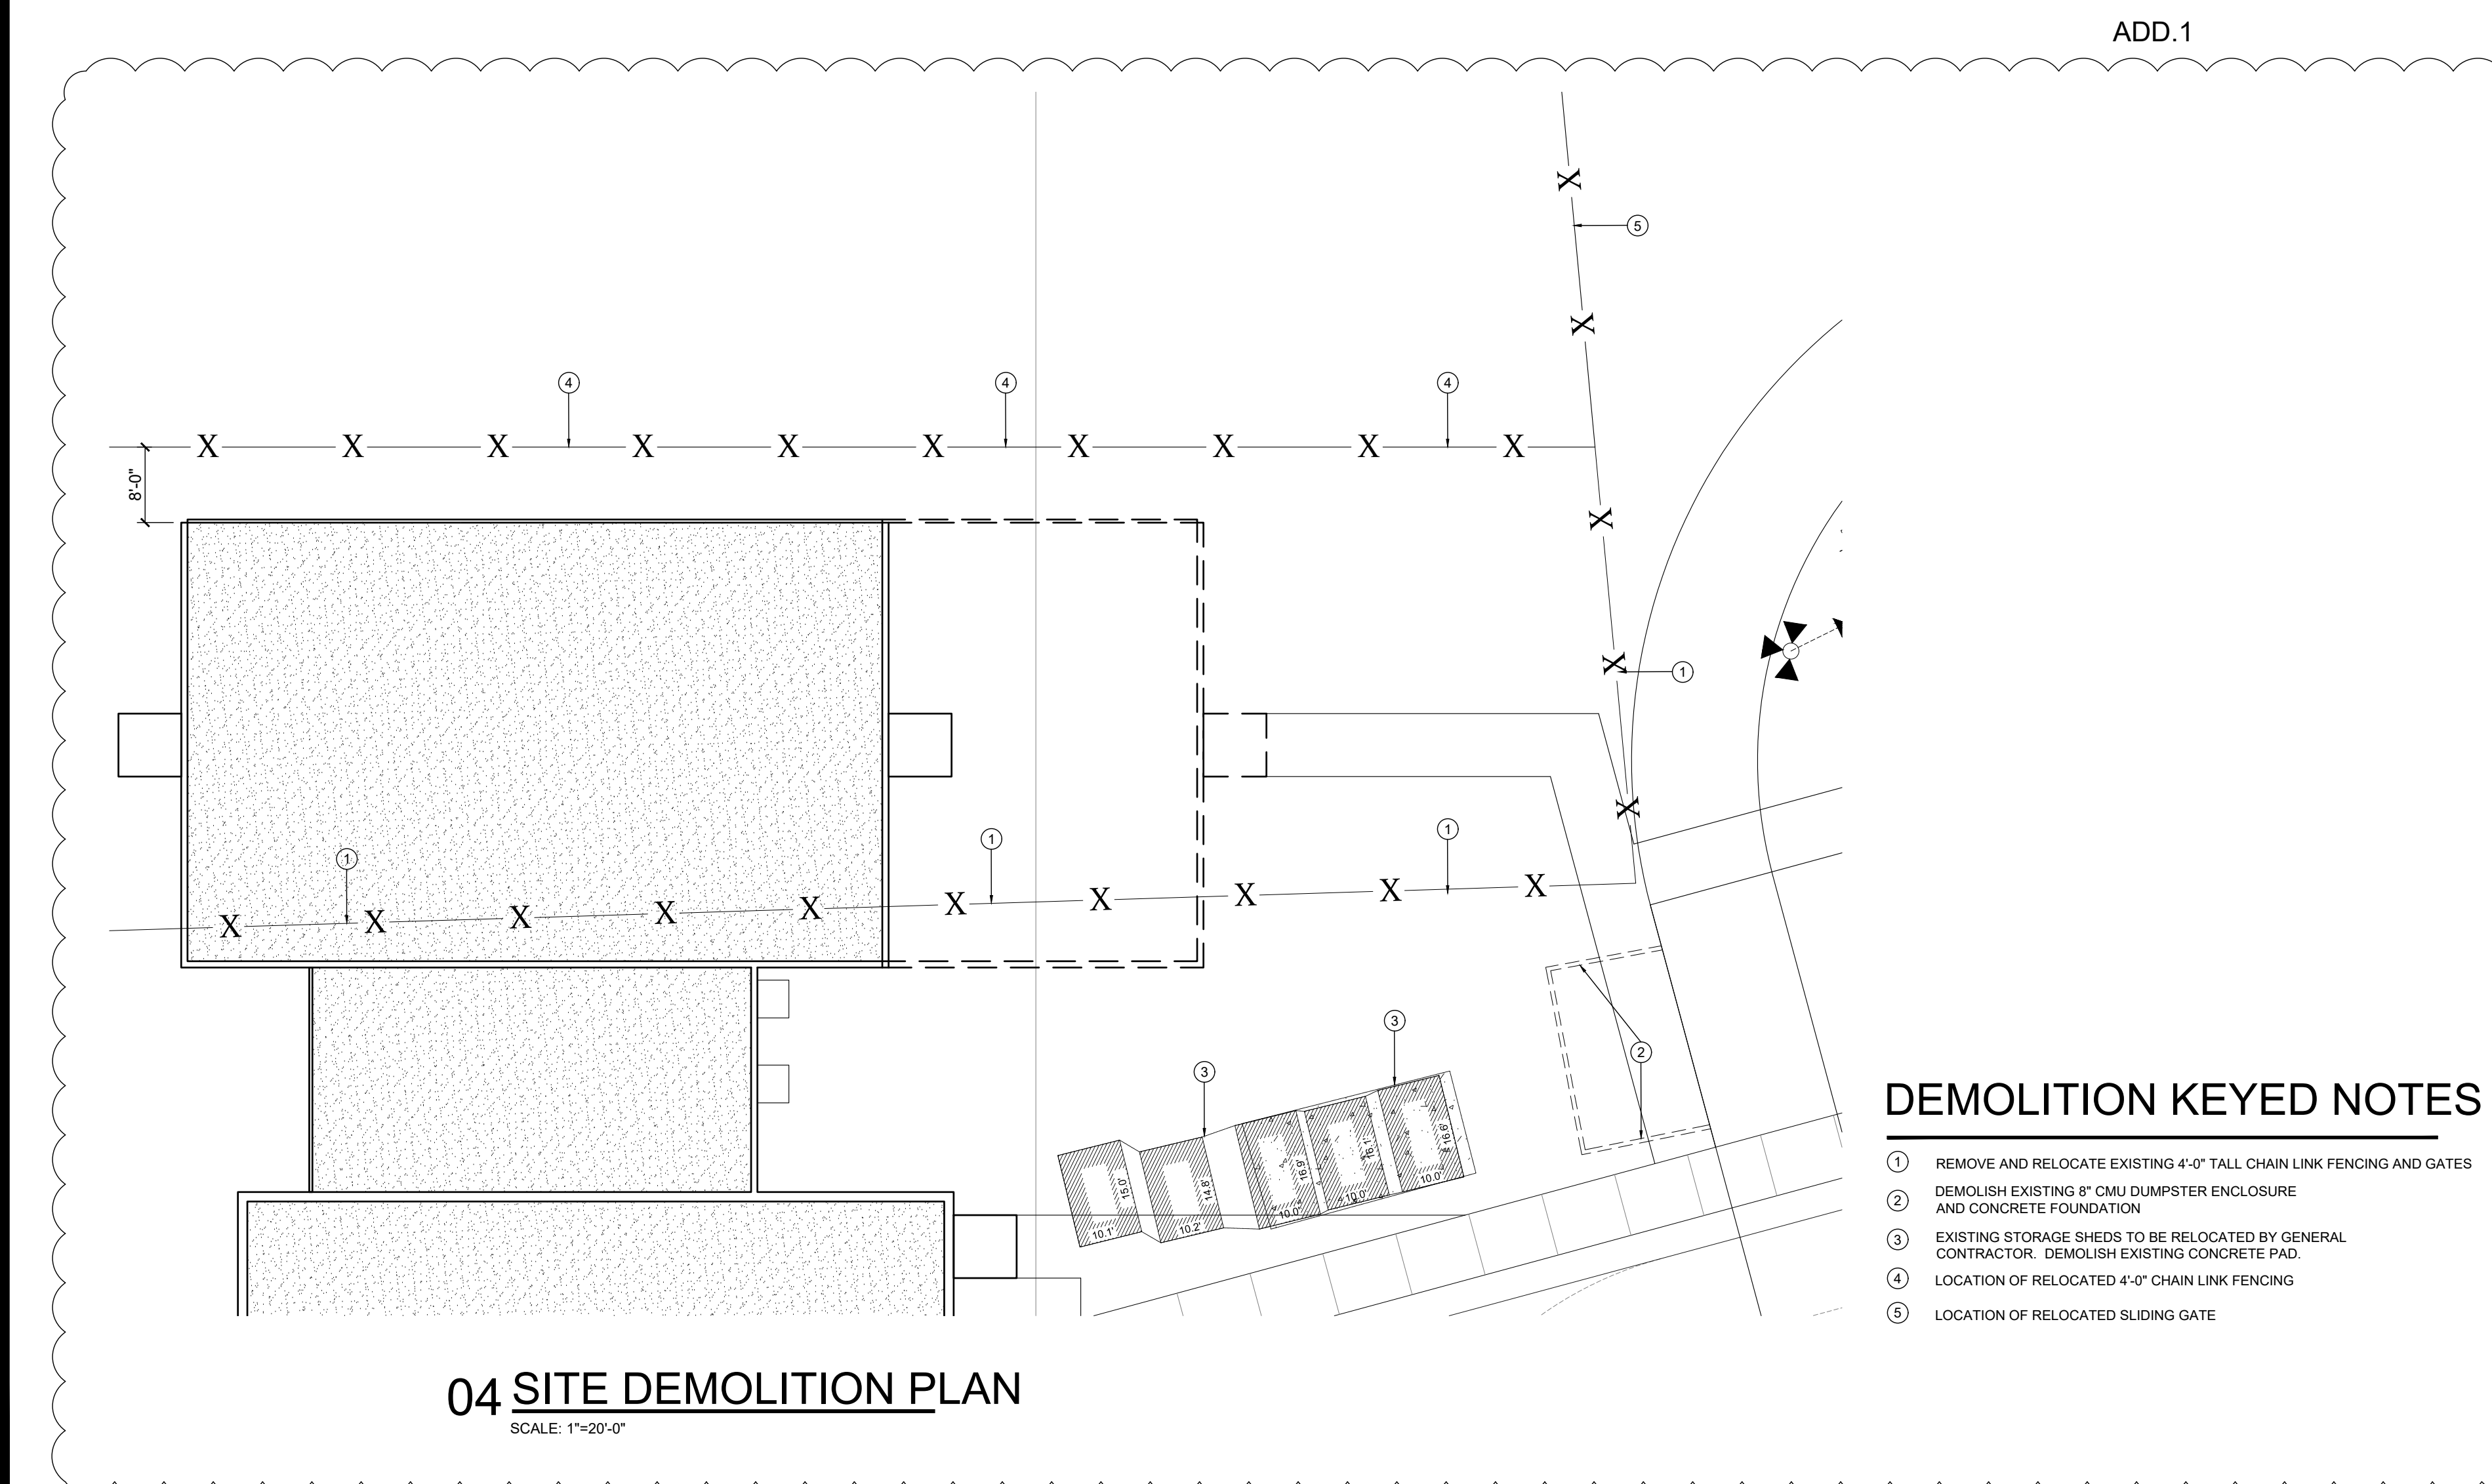 ADD.1
5
4
4
4
X X X X X X X X X X
8'-0"
X
X
X
X
X
1
1
1
1
X X X X X X X X X X
3
3
2
15.0'
10.1'
14.8'
10.2'
16.9'
10.0'
16.1'
10.0'
16.6'
10.0'
DEMOLITION KEYED NOTES
1 REMOVE AND RELOCATE EXISTING 4'-0" TALL CHAIN LINK FENCING AND GATES
2 DEMOLISH EXISTING 8" CMU DUMPSTER ENCLOSURE
AND CONCRETE FOUNDATION
3 EXISTING STORAGE SHEDS TO BE RELOCATED BY GENERAL
CONTRACTOR. DEMOLISH EXISTING CONCRETE PAD.
4 LOCATION OF RELOCATED 4'-0" CHAIN LINK FENCING
5 LOCATION OF RELOCATED SLIDING GATE
04 SITE DEMOLITION PLAN
SCALE: 1"=20'-0"